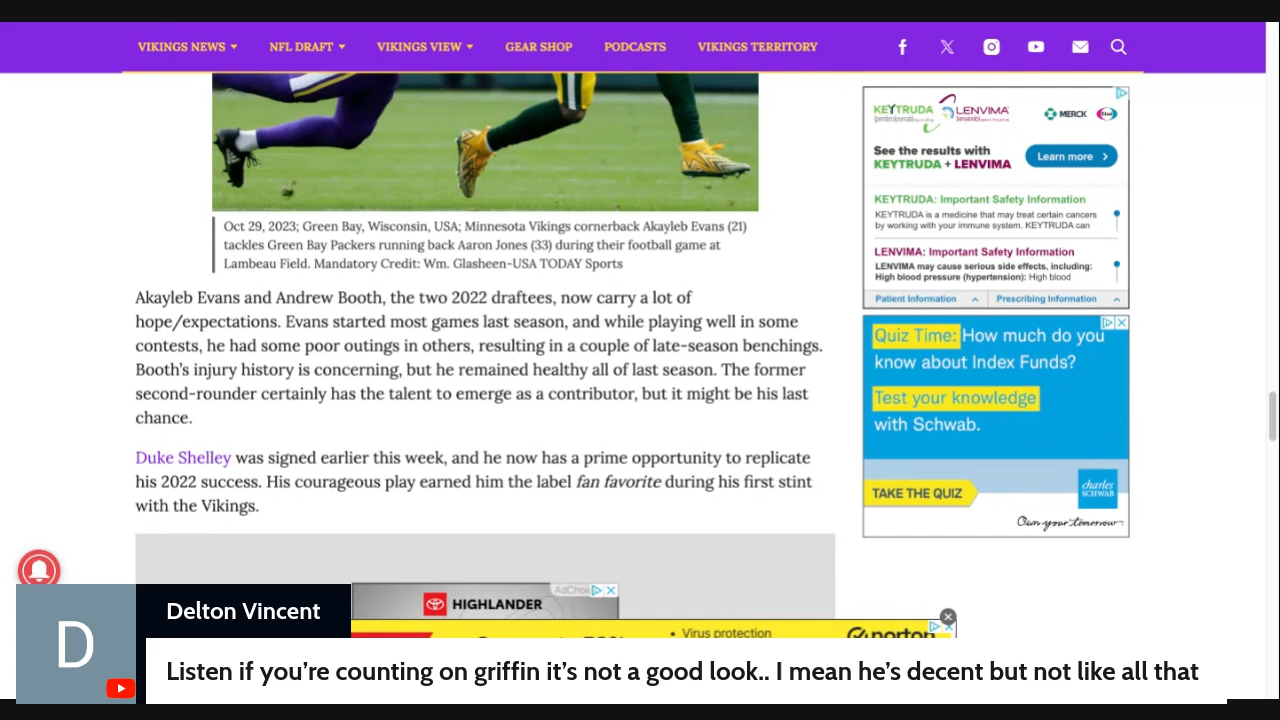 VIKINGS NEWS NFL DRAFT VIKINGS VIEW GEAR SHOP PODCASTS VIKINGS TERRITORY
Oct 29, 2023; Green Bay, Wisconsin, USA; Minnesota Vikings cornerback Akayleb Evans (21)
tackles Green Bay Packers running back Aaron Jones (33) during their football game at
Lambeau Field. Mandatory Credit: Wm. Glasheen-USA TODAY Sports
Akayleb Evans and Andrew Booth, the two 2022 draftees, now carry a lot of
hope/expectations. Evans started most games last season, and while playing well in some
contests, he had some poor outings in others, resulting in a couple of late-season benchings.
Booth's injury history is concerning, but he remained healthy all of last season. The former
second-rounder certainly has the talent to emerge as a contributor, but it might be his last
chance.
Duke Shelley was signed earlier this week, and he now has a prime opportunity to replicate
his 2022 success. His courageous play earned him the label fan favorite during his first stint
with the Vikings.
KEYTRUDA LENVIMA MERCK
See the results with
KEYTRUDA + LENVIMA
Learn more
KEYTRUDA: Important Safety Information
KEYTRUDA is a medicine that may treat certain cancers
by working with your immune system. KEYTRUDA can
LENVIMA: Important Safety Information
LENVIMA may cause serious side effects, including:
High blood pressure (hypertension): High blood
Patient Information Prescribing Information
Quiz Time: How much do you
know about Index Funds?
Test your knowledge
with Schwab.
TAKE THE QUIZ
charles
SCHWAB
Own your tomorrow
AdChoi
HIGHLANDER
Virus protection
norton
D
Delton Vincent
Listen if you're counting on griffin it's not a good look.. I mean he's decent but not like all that